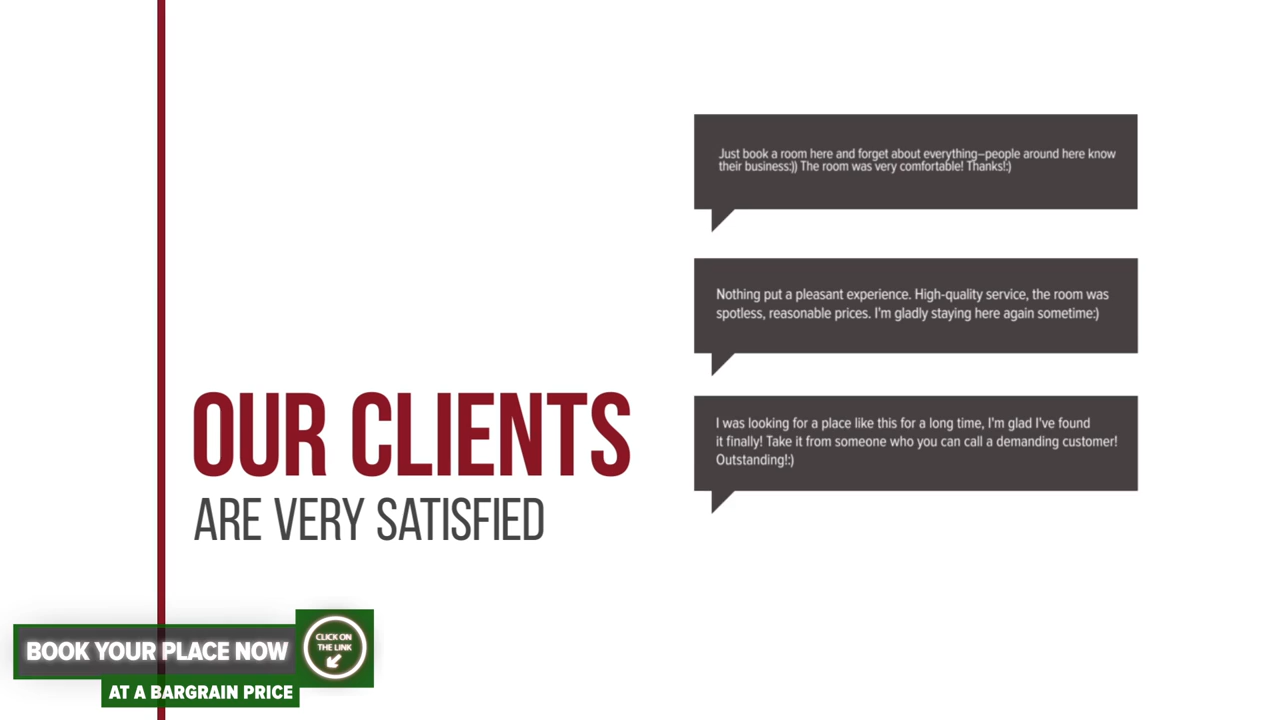 Just book a room here and forget about everything–people around here know
their business:)) The room was very comfortable! Thanks!:)
Nothing put a pleasant experience. High-quality service, the room was
spotless, reasonable prices. I'm gladly staying here again sometime:)
I was looking for a place like this for a long time, I'm glad I've found
it finally! Take it from someone who you can call a demanding customer!
Outstanding!:)
OUR CLIENTS
ARE VERY SATISFIED
BOOK YOUR PLACE NOW
CLICK ON
THE LINK
AT A BARGRAIN PRICE